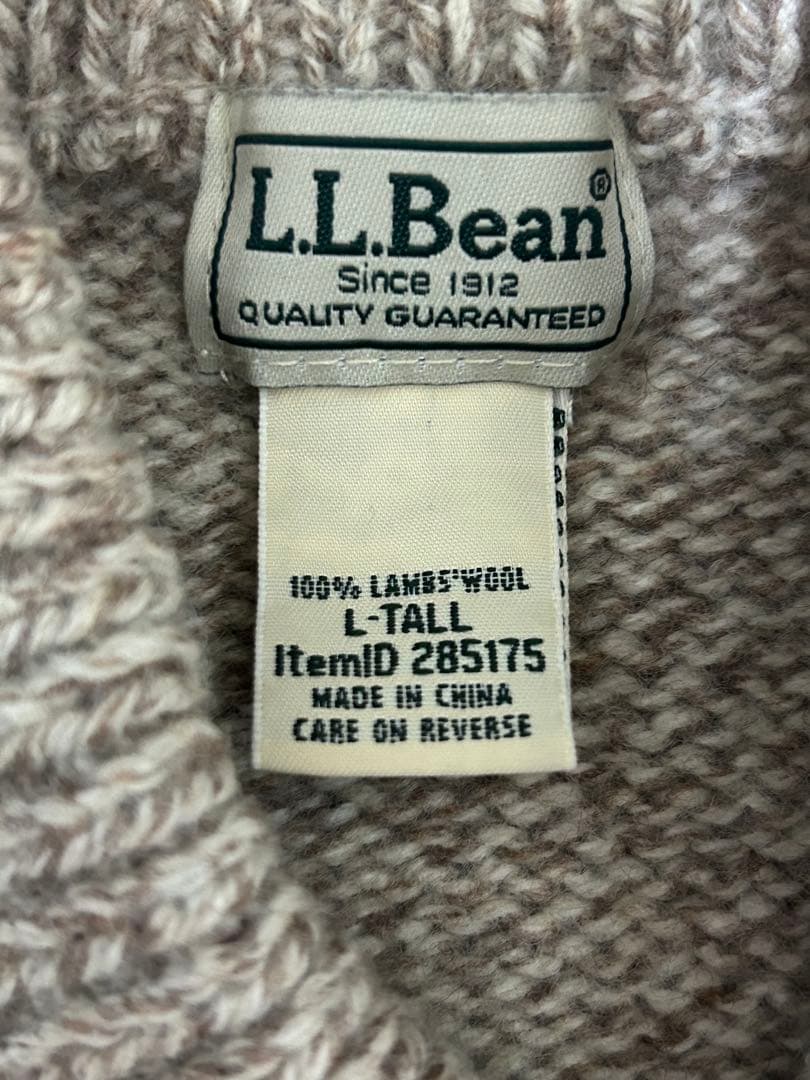 L.L.Bean®
Since 1912
QUALITY GUARANTEED
100% LAMBS'WOOL
L-TALL
ItemID 285175
MADE IN CHINA
CARE ON REVERSE